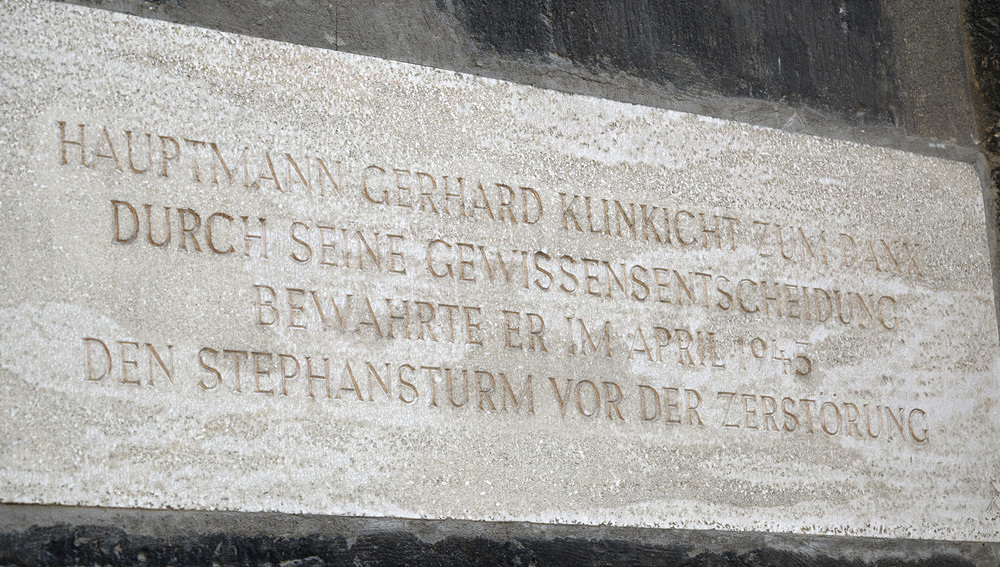 HAUPTMANN GERHARD KLINKICHT ZUM DANK
DURCH SEINE GEWISSENSENTSCHEIDUNG
BEWAHRTE ER IM APRIL 1945
DEN STEPHANSTURM VOR DER ZERSTÖRUNG